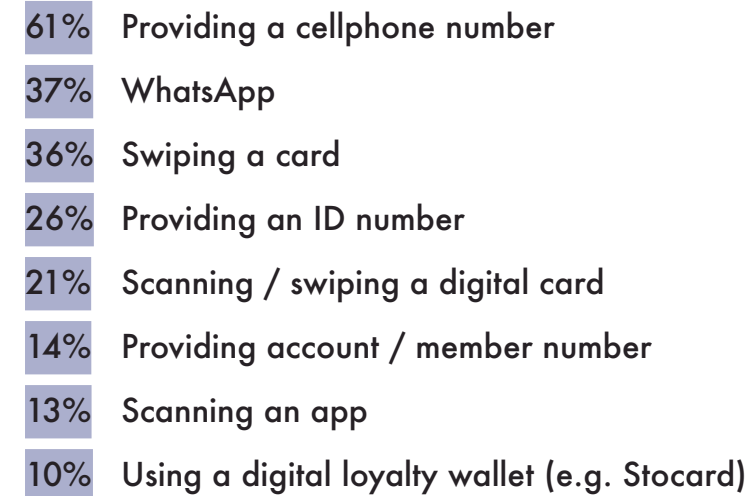 61% Providing a cellphone number
37% WhatsApp
36% Swiping a card
26% Providing an ID number
21% Scanning / swiping a digital card
14% Providing account / member number
13% Scanning an app
10% Using a digital loyalty wallet (e.g. Stocard)